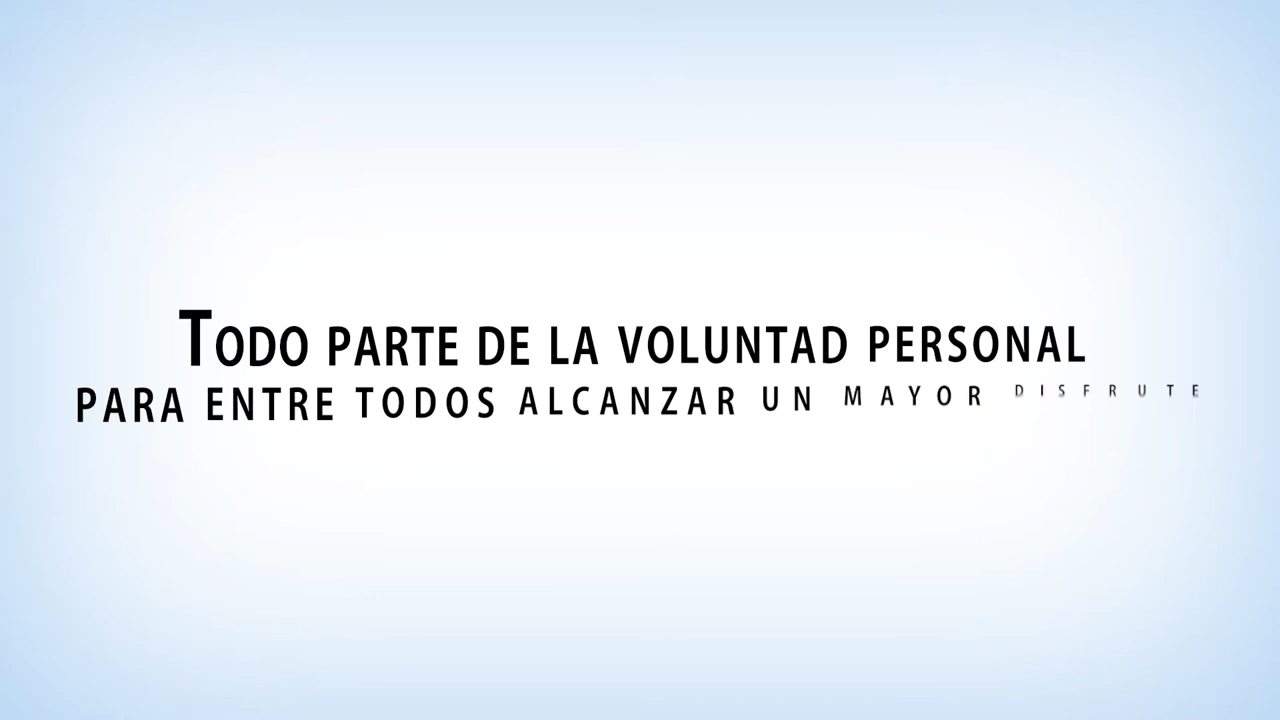 Todo parte de la voluntad personal
para entre todos alcanzar un mayor disfrute